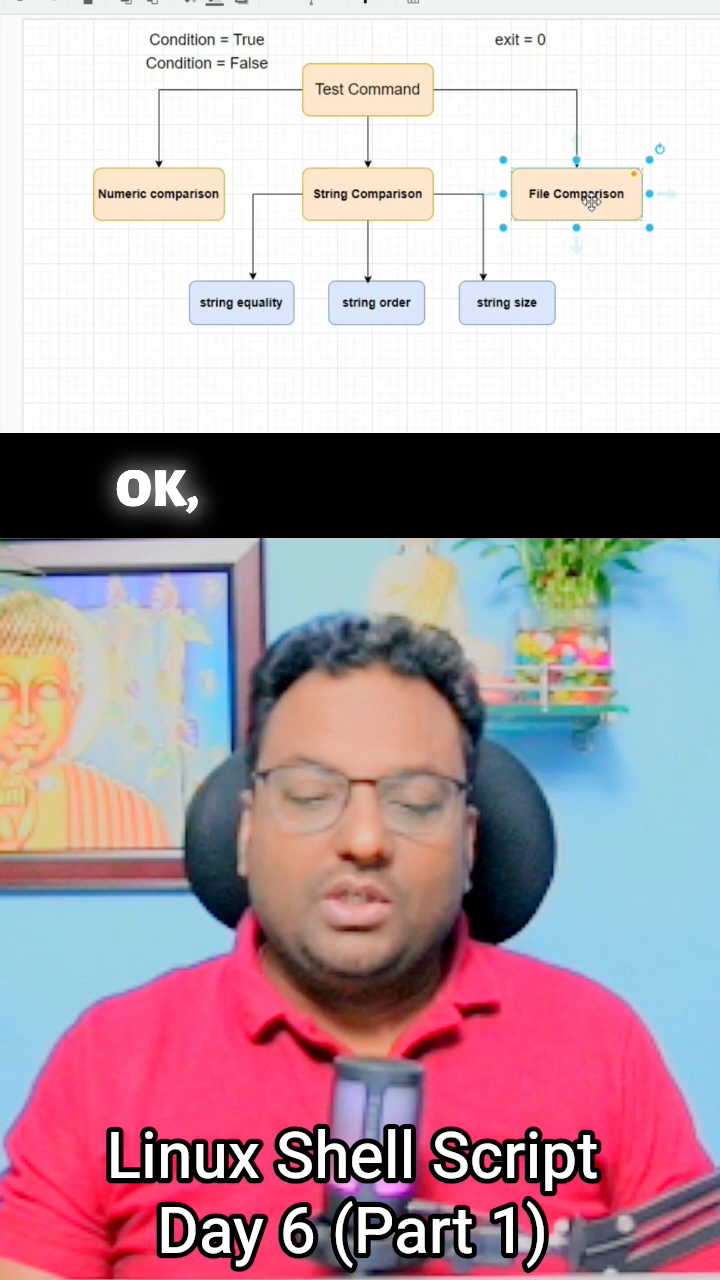 Condition = True
exit = 0
Condition = False
Test Command
Numeric comparison
String Comparison
File Comparison
string equality
string order
string size
OK,
Linux Shell Script
Day 6 (Part 1)